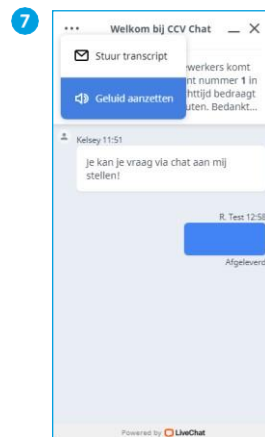 7
... Welkom bij CCV Chat
Stuur transcript
ewerkers komt
nt nummer 1 in
Geluid aanzetten
httijd bedraagt
uten. Bedankt...
Kelsey 11:51
Je kan je vraag via chat aan mij
stellen!
R. Test 12:58
Afgeleverd
Powered by LiveChat